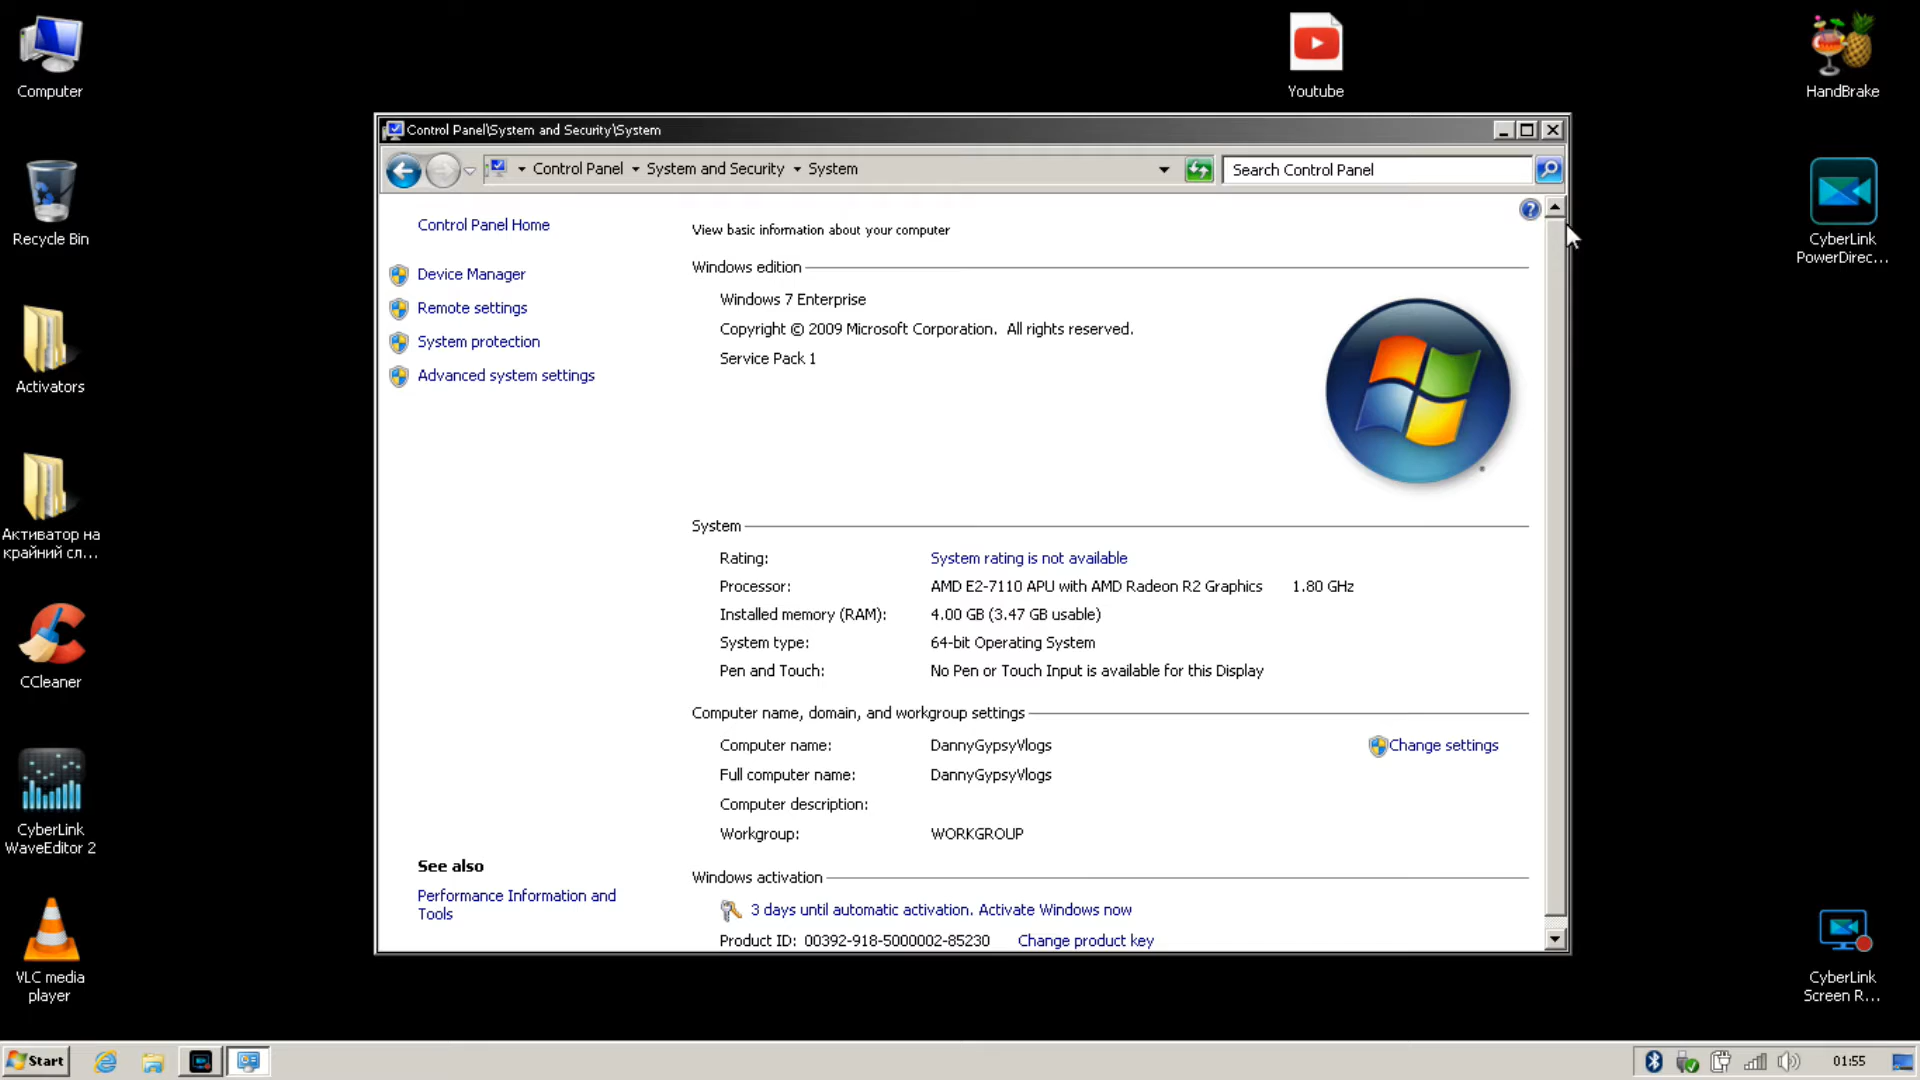 Computer
Recycle Bin
Activators
Активатор на
крайний сл...
CCleaner
CyberLink
WaveEditor 2
VLC media
player
Youtube
HandBrake
CyberLink
PowerDirec...
CyberLink
Screen R...
Control Panel\System and Security\System
Control Panel System and Security System
Search Control Panel
Control Panel Home
Device Manager
Remote settings
System protection
Advanced system settings
See also
Performance Information and
Tools
View basic information about your computer
Windows edition
Windows 7 Enterprise
Copyright © 2009 Microsoft Corporation. All rights reserved.
Service Pack 1
System
Rating: System rating is not available
Processor: AMD E2-7110 APU with AMD Radeon R2 Graphics 1.80 GHz
Installed memory (RAM): 4.00 GB (3.47 GB usable)
System type: 64-bit Operating System
Pen and Touch: No Pen or Touch Input is available for this Display
Computer name, domain, and workgroup settings
Computer name: DannyGypsyVlogs Change settings
Full computer name: DannyGypsyVlogs
Computer description:
Workgroup: WORKGROUP
Windows activation
3 days until automatic activation. Activate Windows now
Product ID: 00392-918-5000002-85230 Change product key
Start
01:55